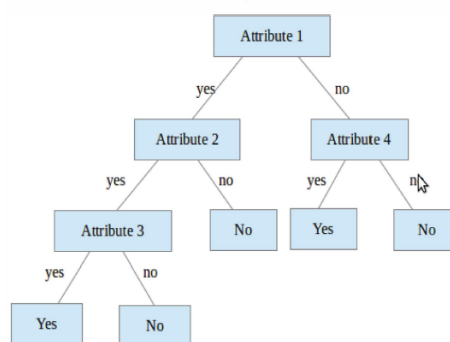 Attribute 1
yes no
Attribute 2 Attribute 4
yes no yes
Attribute 3 No Yes No
yes no
Yes No